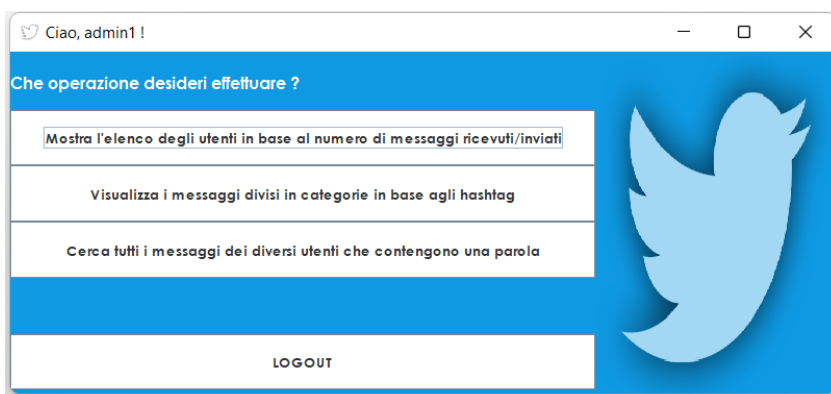 Ciao, admin1 !
Che operazione desideri effettuare ?
Mostra l'elenco degli utenti in base al numero di messaggi ricevuti/inviati
Visualizza i messaggi divisi in categorie in base agli hashtag
Cerca tutti i messaggi dei diversi utenti che contengono una parola
LOGOUT